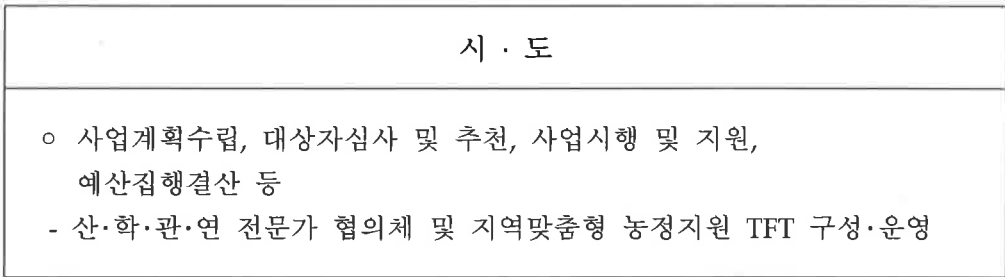 시 · 도
○ 사업계획수립, 대상자심사 및 추천, 사업시행 및 지원,
예산집행결산 등
- 산·학·관·연 전문가 협의체 및 지역맞춤형 농정지원 TFT 구성·운영